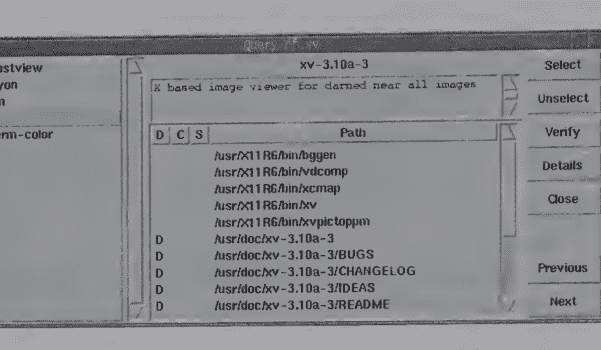 query of xv
estview
yon
m
erm-color
xv-3.10a-3
X based image viewer for darned near all images
D C S Path
/usr/X11R6/bin/bggen
/usr/X11R6/bin/vdcomp
/usr/X11R6/bin/xcmap
/usr/X11R6/bin/xv
/usr/X11R6/bin/xvpictoppm
D /usr/doc/xv-3.10a-3
D /usr/doc/xv-3.10a-3/BUGS
D /usr/doc/xv-3.10a-3/CHANGELOG
D /usr/doc/xv-3.10a-3/IDEAS
D /usr/doc/xv-3.10a-3/README
Select
Unselect
Verify
Details
Close
Previous
Next